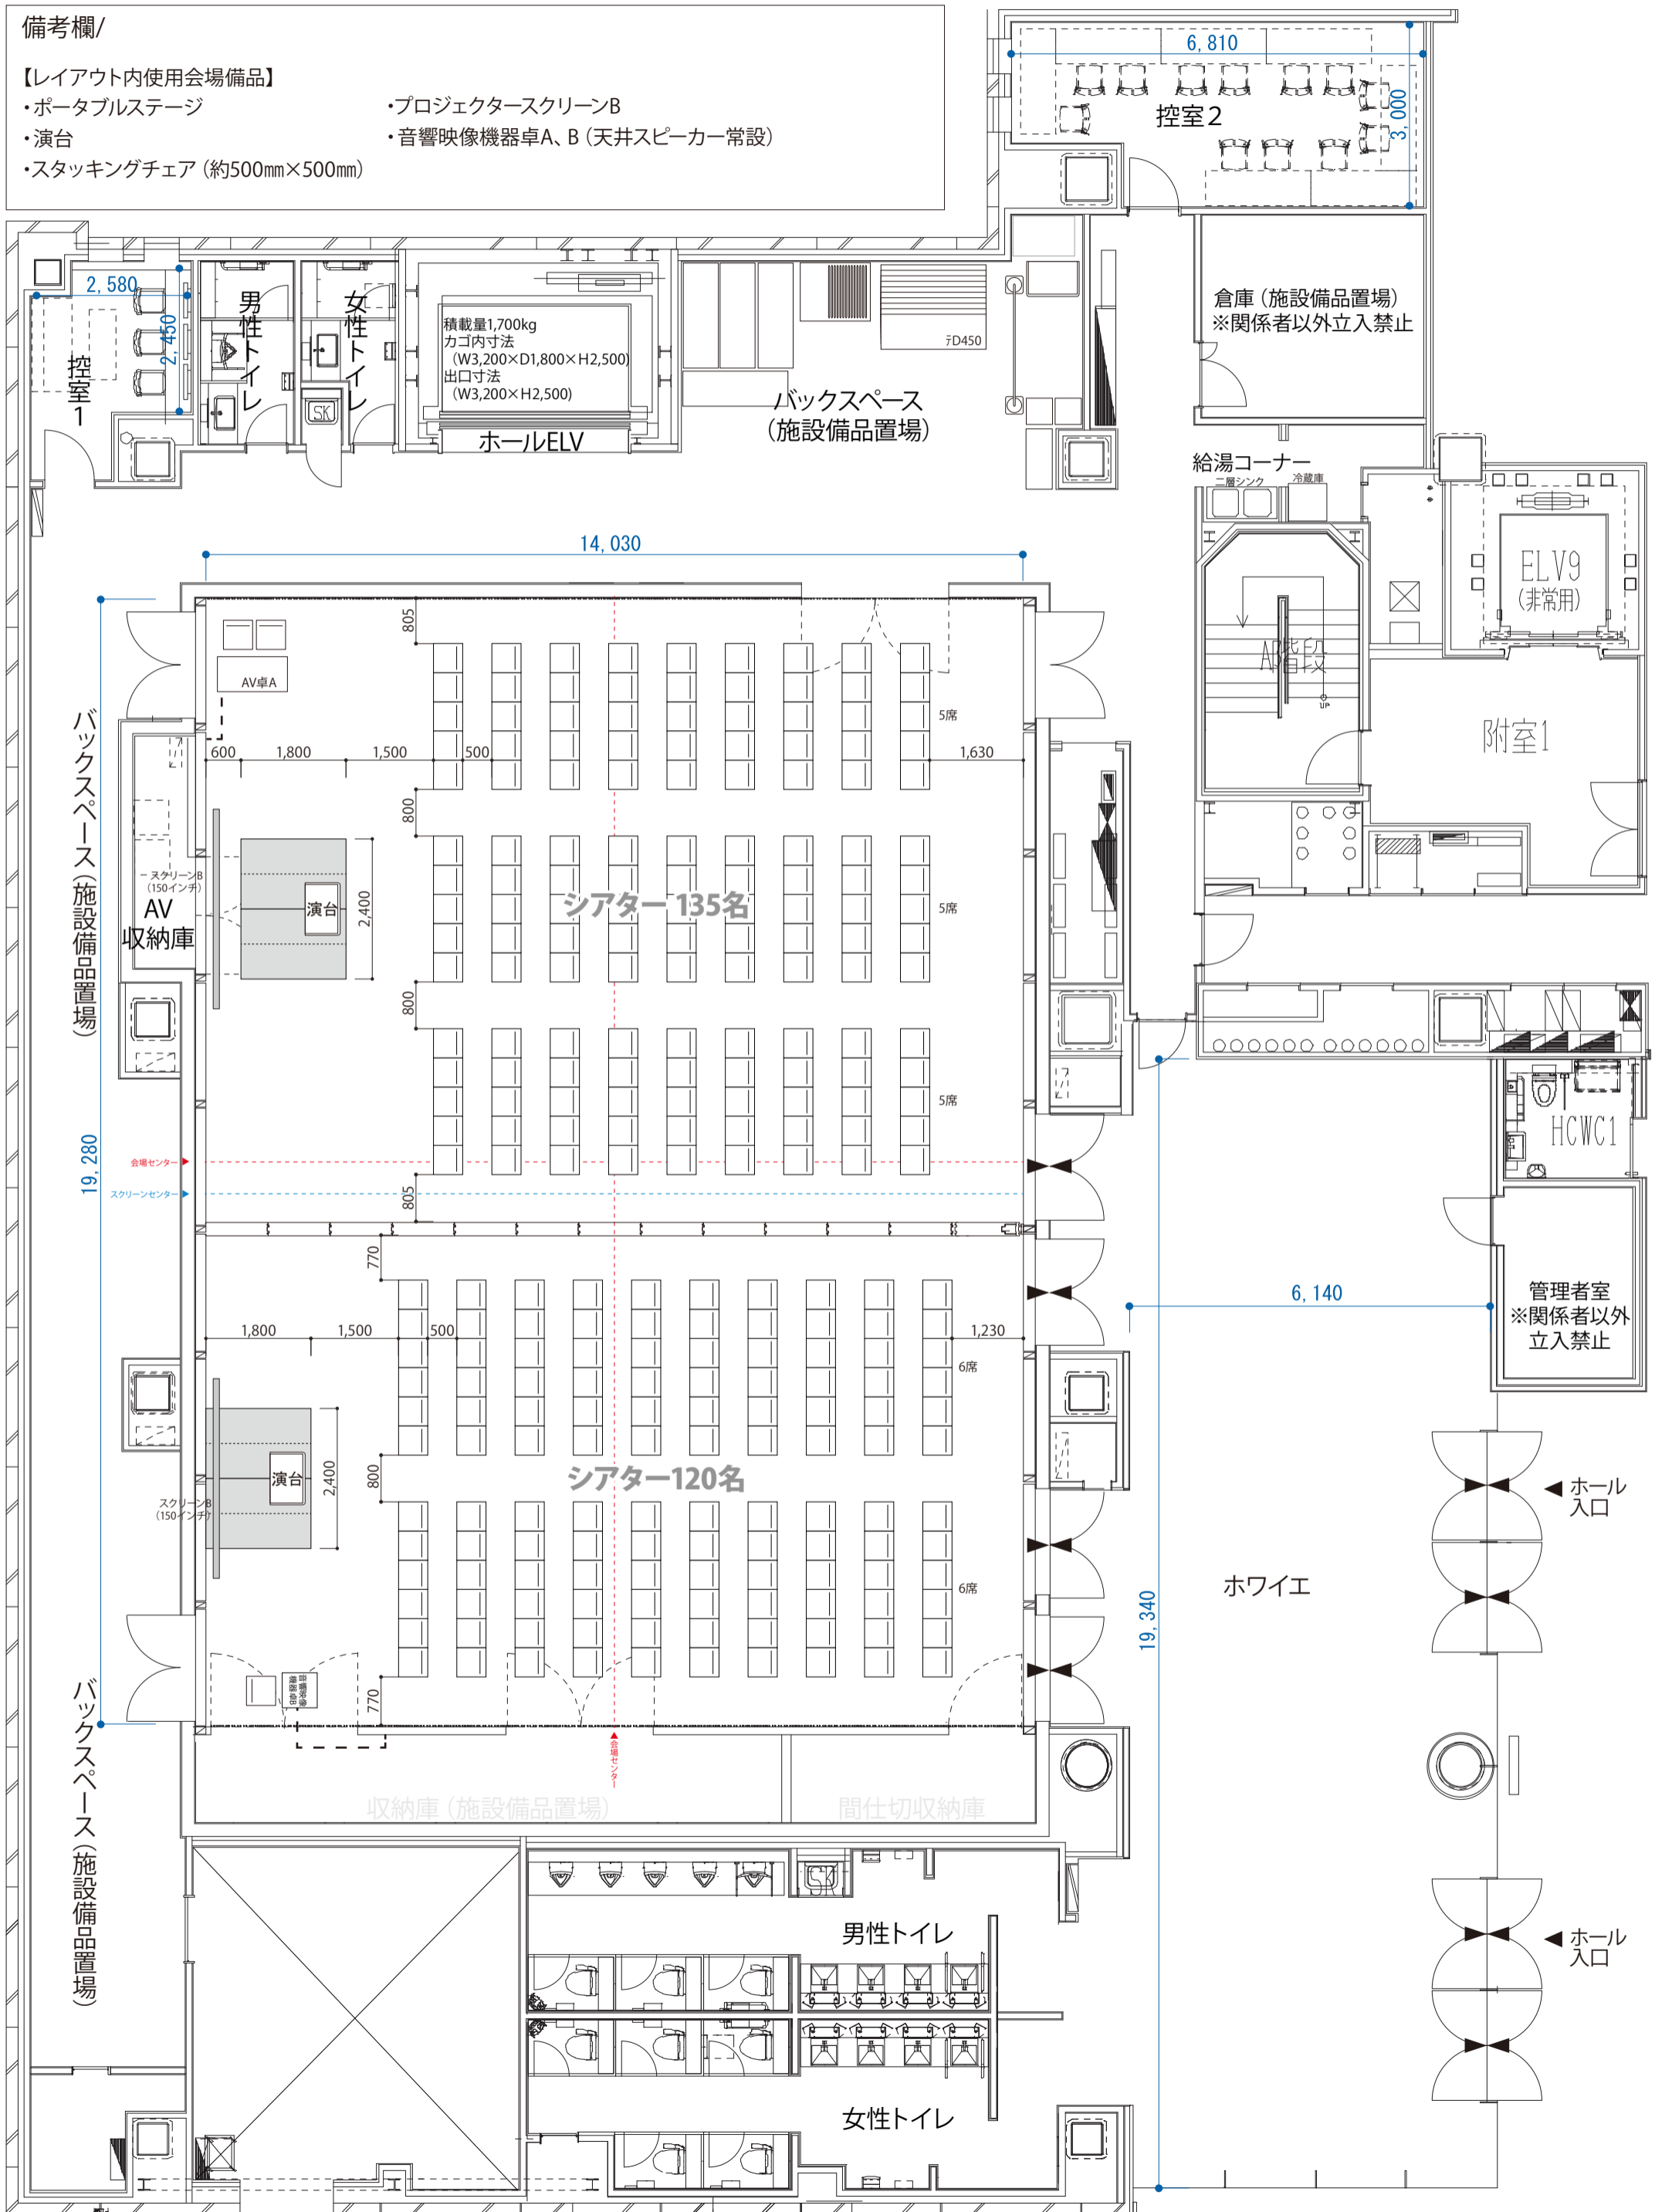 備考欄/
【レイアウト内使用会場備品】
・ポータブルステージ
・演台
・スタッキングチェア（約500㎜×500㎜）
・プロジェクタースクリーンB
・音響映像機器卓A、B（天井スピーカー常設）
6,810
3,000
控室2
2,580
2,450
控室1
男性トイレ
女性トイレ
SK
積載量1,700kg
カゴ内寸法
（W3,200×D1,800×H2,500）
出口寸法
（W3,200×H2,500）
ホールELV
バックスペース
（施設備品置場）
ﾃD450
倉庫（施設備品置場）
※関係者以外立入禁止
給湯コーナー
二層シンク
冷蔵庫
ELV9
（非常用）
A階段
UP
附室1
14,030
805
AV卓A
5席
600
1,800
1,500
500
1,630
800
バックスペース（施設備品置場）
スクリーンB
（150インチ）
AV
収納庫
演台
2,400
シアター 135名
5席
800
5席
19,280
会場センター
スクリーンセンター
805
770
1,800
1,500
500
1,230
6席
演台
2,400
800
シアター120名
スクリーンB
（150インチ）
6席
音響映像
機器卓B
770
会場センター
バックスペース（施設備品置場）
収納庫（施設備品置場）
間仕切収納庫
HCWC1
管理者室
※関係者以外
立入禁止
6,140
19,340
ホワイエ
ホール
入口
ホール
入口
SK
男性トイレ
女性トイレ